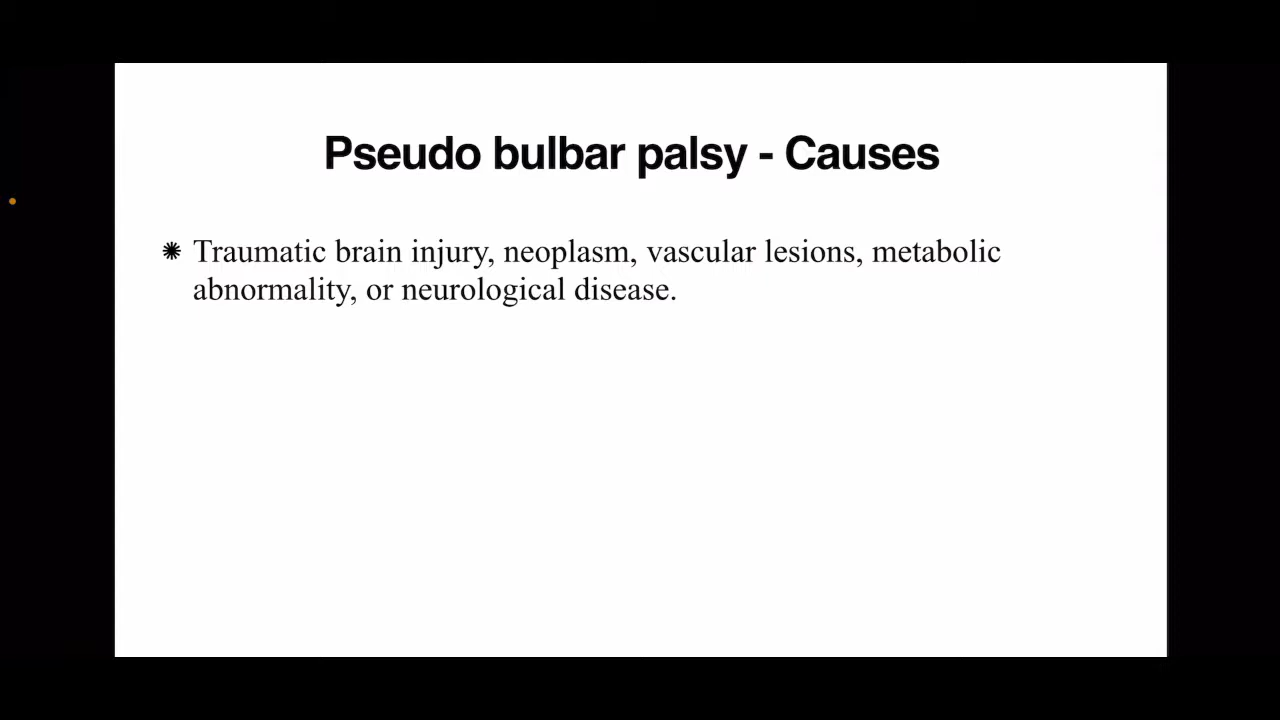 Pseudo bulbar palsy - Causes
✷ Traumatic brain injury, neoplasm, vascular lesions, metabolic
abnormality, or neurological disease.